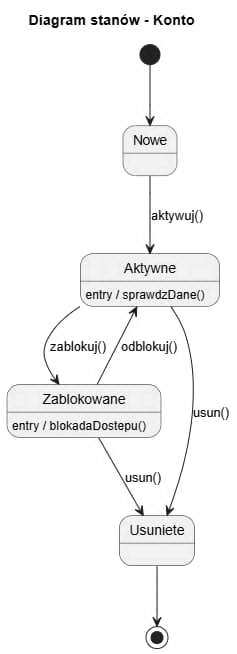 Diagram stanów - Konto
Nowe
aktywuj()
Aktywne
entry / sprawdzDane()
zablokuj()
odblokuj()
Zablokowane
entry / blokadaDostepu()
usun()
usun()
Usuniete